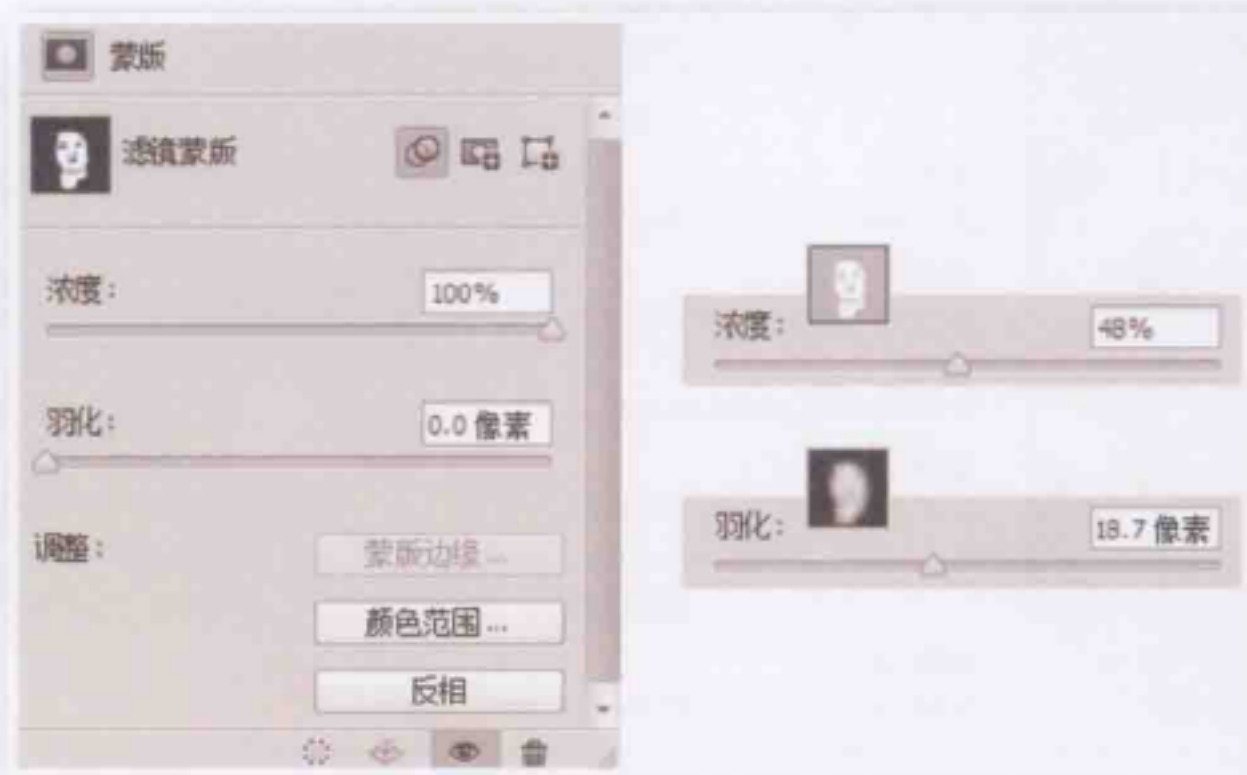 蒙版
滤镜蒙版
浓度：
100%
羽化：
0.0 像素
调整：
蒙版边缘...
颜色范围...
反相
浓度：
48%
羽化：
18.7 像素